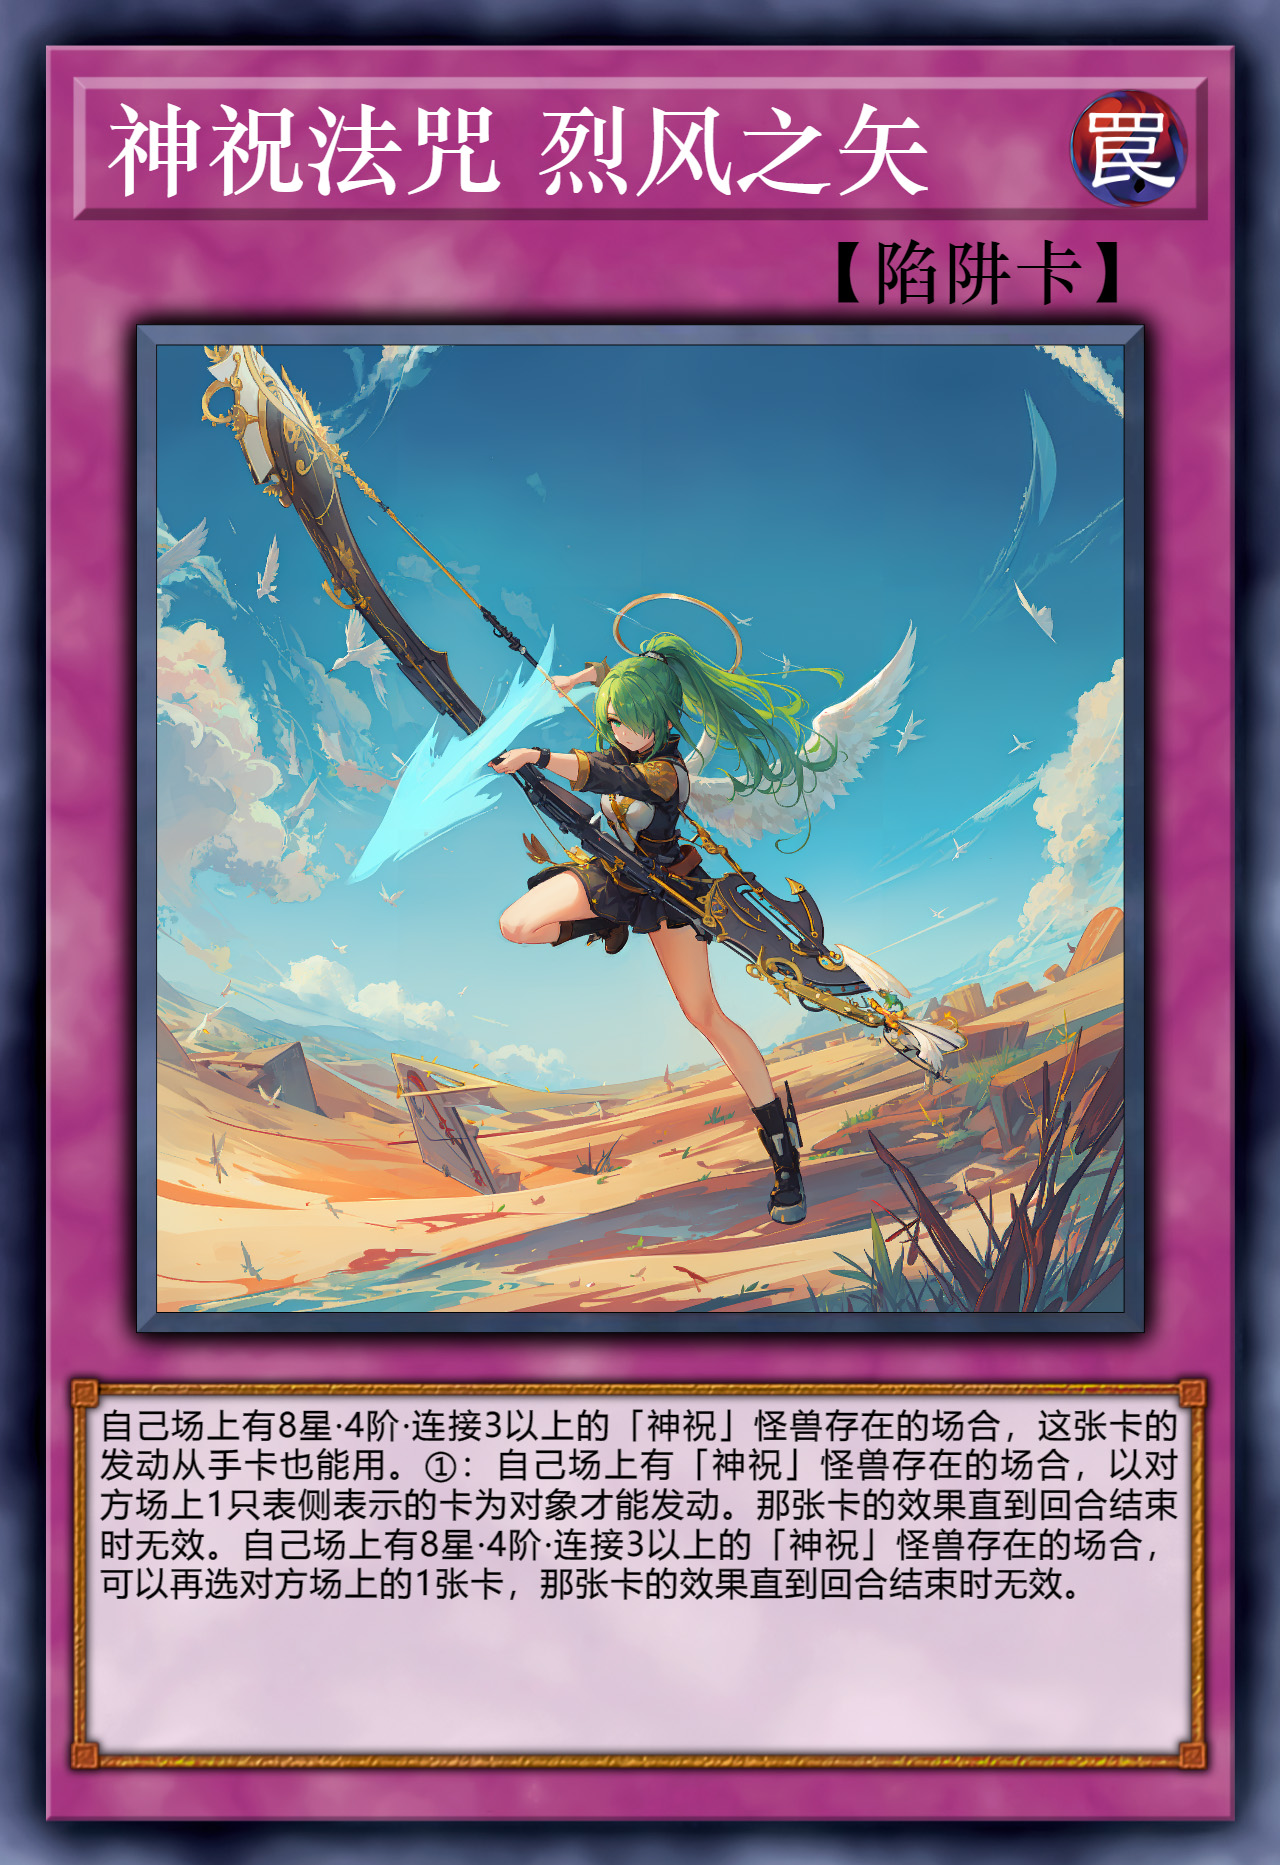 神祝法咒 烈风之矢
罠
【陷阱卡】
自己场上有8星·4阶·连接3以上的「神祝」怪兽存在的场合，这张卡的
发动从手卡也能用。①：自己场上有「神祝」怪兽存在的场合，以对
方场上1只表侧表示的卡为对象才能发动。那张卡的效果直到回合结束
时无效。自己场上有8星·4阶·连接3以上的「神祝」怪兽存在的场合，
可以再选对方场上的1张卡，那张卡的效果直到回合结束时无效。